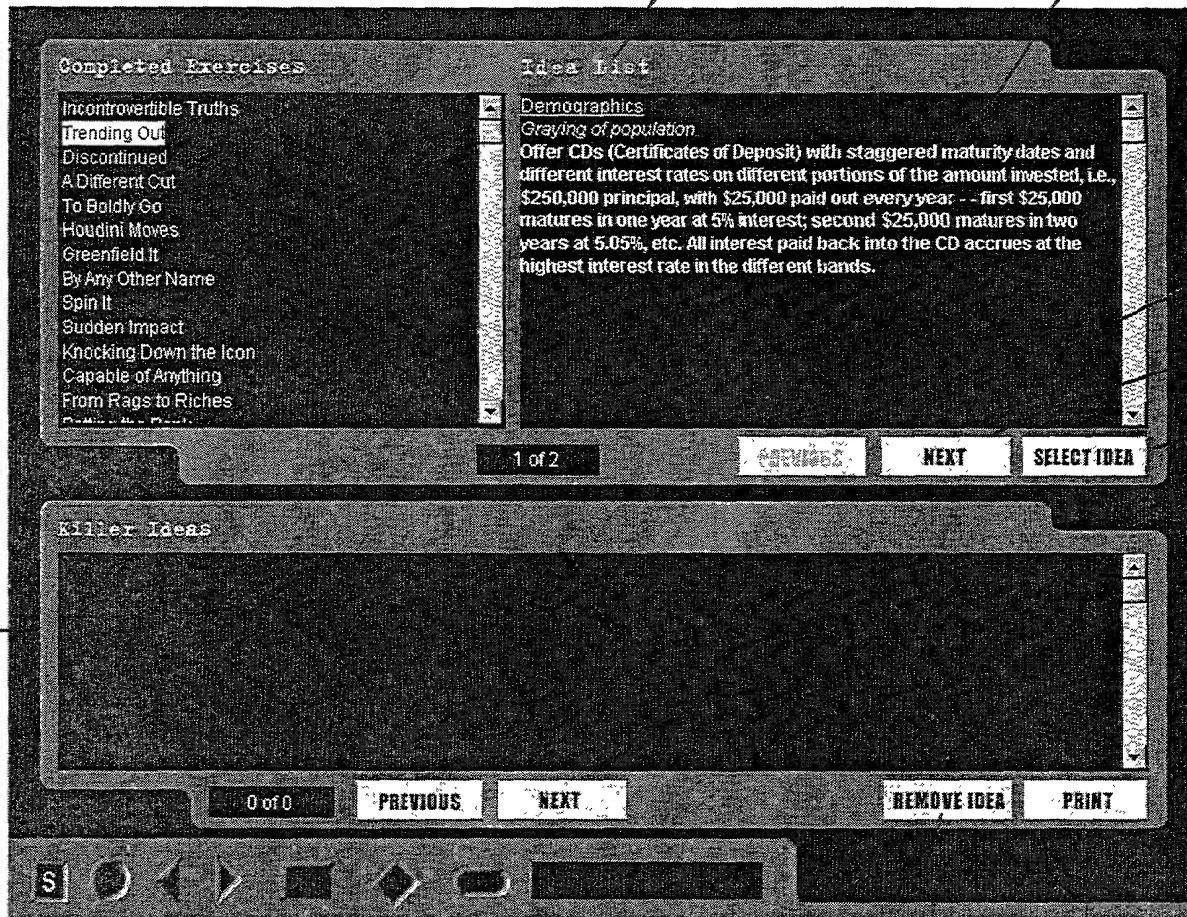 Completed Exercises
Incontrovertible Truths
Trending Out
Discontinued
A Different Cut
To Boldly Go
Houdini Moves
Greenfield It
By Any Other Name
Spin It
Sudden Impact
Knocking Down the Icon
Capable of Anything
From Rags to Riches
Idea List
Demographics
Graying of population
Offer CDs (Certificates of Deposit) with staggered maturity dates and
different interest rates on different portions of the amount invested, i.e.,
$250,000 principal, with $25,000 paid out every year - - first $25,000
matures in one year at 5% interest; second $25,000 matures in two
years at 5.05%, etc. All interest paid back into the CD accrues at the
highest interest rate in the different bands.
1 of 2
PREVIOUS
NEXT
SELECT IDEA
Killer Ideas
0 of 0
PREVIOUS
NEXT
REMOVE IDEA
PRINT
S